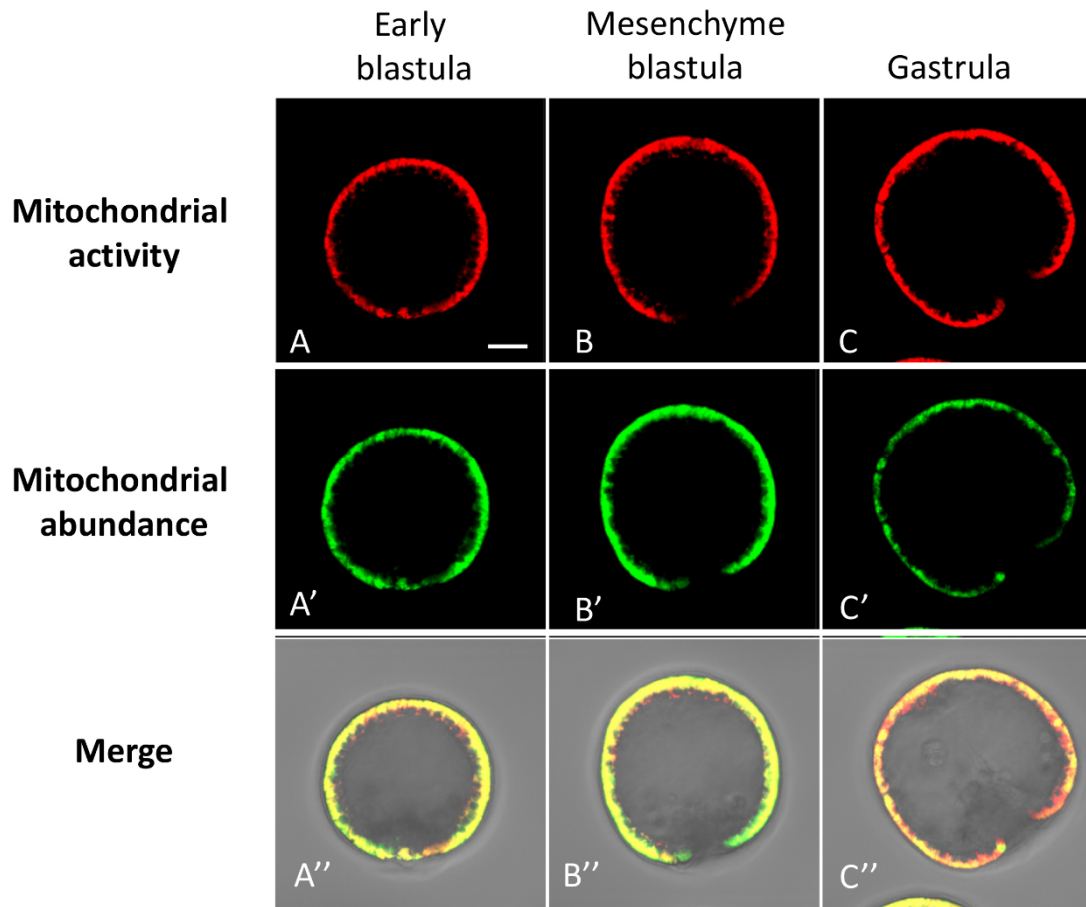 Early
blastula
Mesenchyme
blastula
Gastrula
Mitochondrial
activity
A
B
C
Mitochondrial
abundance
A’
B’
C’
Merge
A’’
B’’
C’’